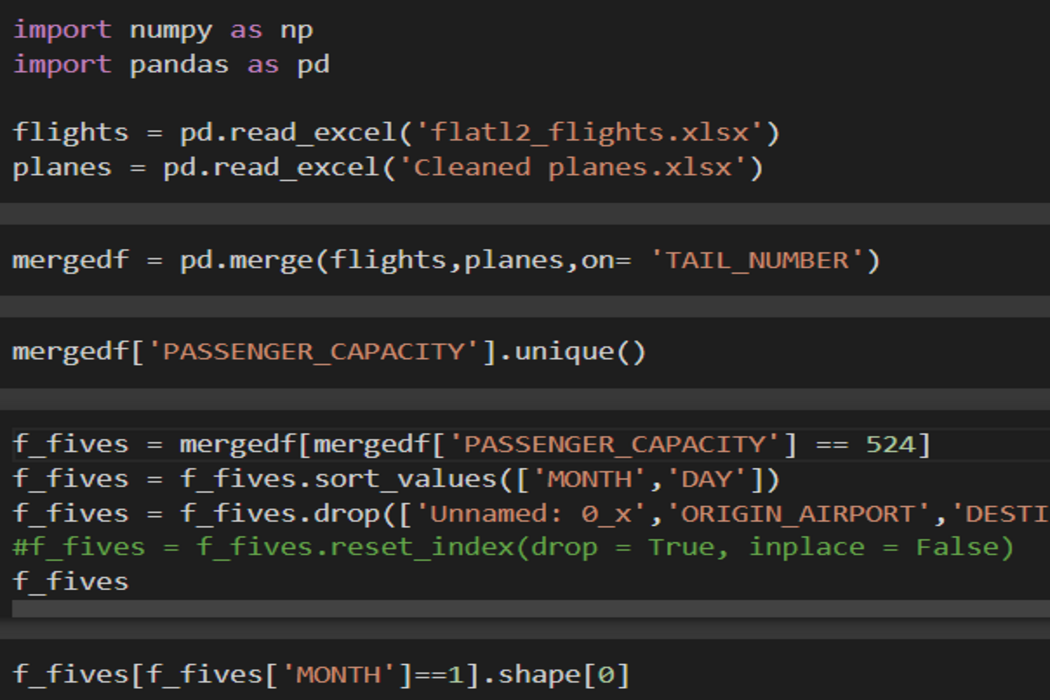 import numpy as np
import pandas as pd
flights = pd.read_excel('flatl2_flights.xlsx')
planes = pd.read_excel('Cleaned planes.xlsx')
mergedf = pd.merge(flights,planes,on= 'TAIL_NUMBER')
mergedf['PASSENGER_CAPACITY'].unique()
f_fives = mergedf[mergedf['PASSENGER_CAPACITY'] == 524]
f_fives = f_fives.sort_values(['MONTH','DAY'])
f_fives = f_fives.drop(['Unnamed: 0_x','ORIGIN_AIRPORT','DESTI
#f_fives = f_fives.reset_index(drop = True, inplace = False)
f_fives
f_fives[f_fives['MONTH']==1].shape[0]